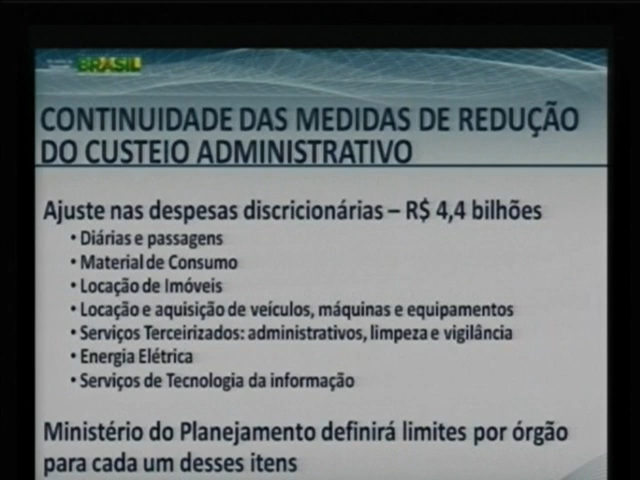 BRASIL
CONTINUIDADE DAS MEDIDAS DE REDUÇÃO
DO CUSTEIO ADMINISTRATIVO
Ajuste nas despesas discricionárias – R$ 4,4 bilhões
• Diárias e passagens
• Material de Consumo
• Locação de Imóveis
• Locação e aquisição de veículos, máquinas e equipamentos
• Serviços Terceirizados: administrativos, limpeza e vigilância
• Energia Elétrica
• Serviços de Tecnologia da informação
Ministério do Planejamento definirá limites por órgão
para cada um desses itens